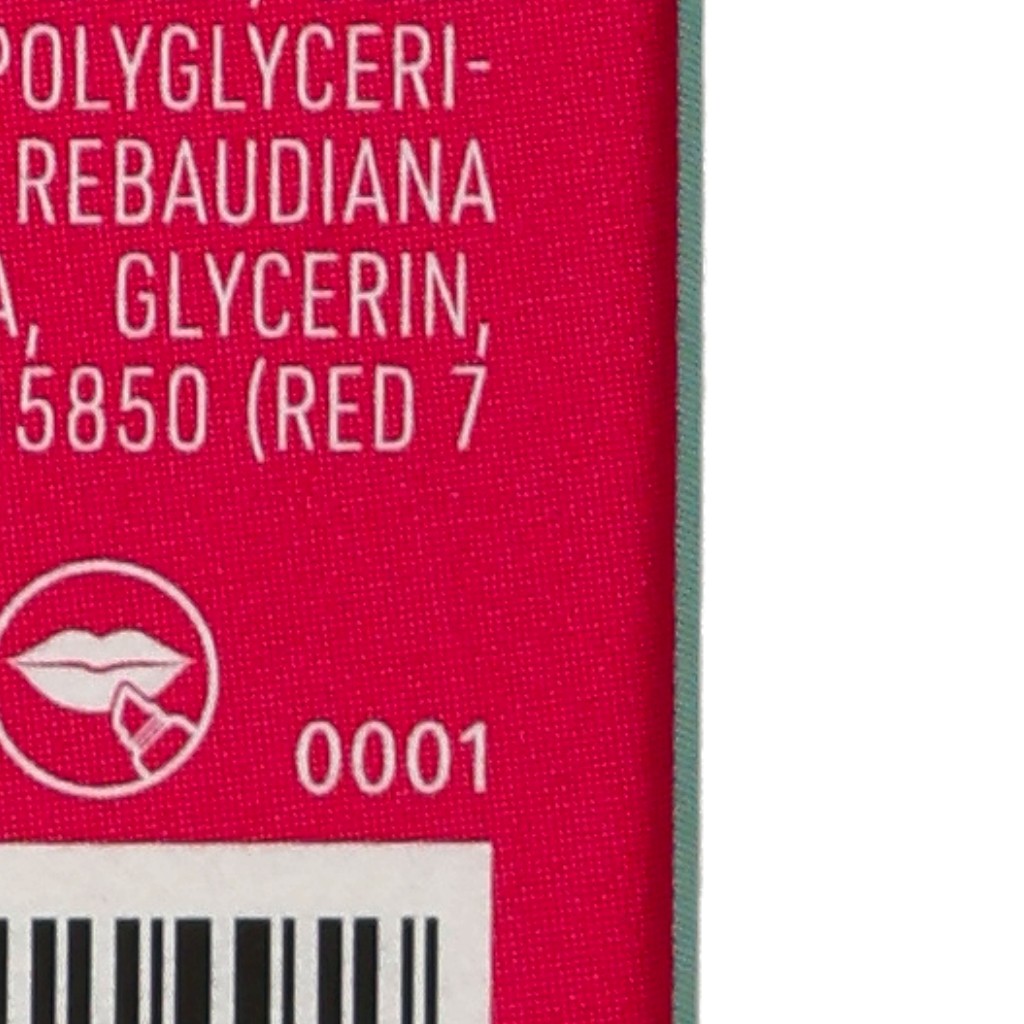 POLYGLYCERI-
REBAUDIANA
A, GLYCERIN,
5850 (RED 7
0001